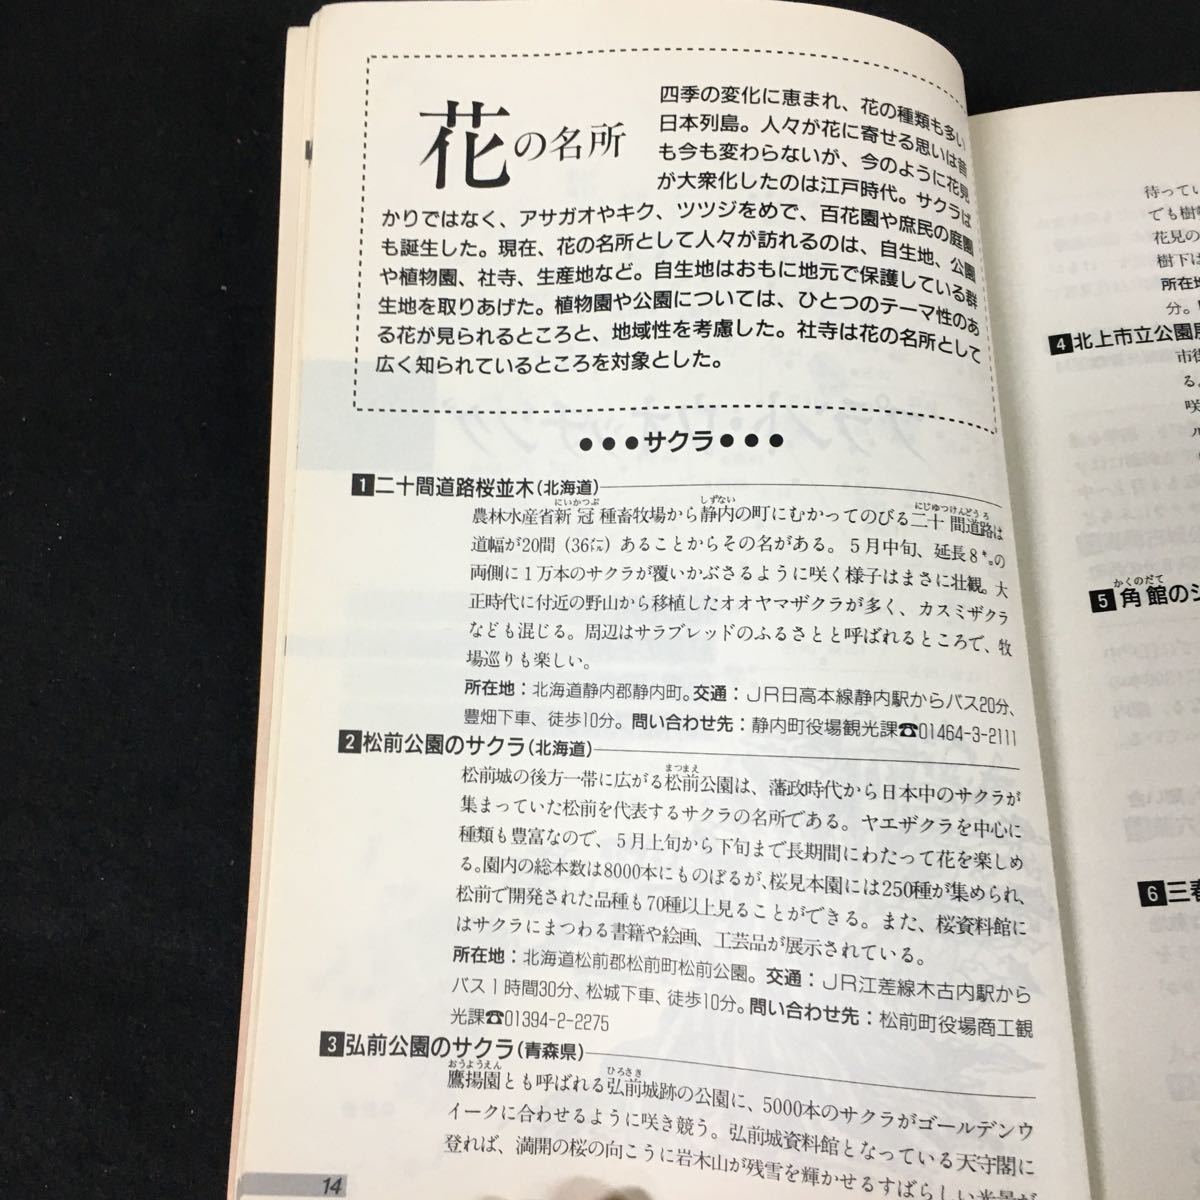 花の名所
四季の変化に恵まれ、花の種類も多い
日本列島。人々が花に寄せる思いは昔
も今も変わらないが、今のように花見
が大衆化したのは江戸時代。サクラば
かりではなく、アサガオやキク、ツツジをめで、百花園や庶民の庭園
も誕生した。現在、花の名所として人々が訪れるのは、自生地、公園
や植物園、社寺、生産地など。自生地はおもに地元で保護している群
生地を取りあげた。植物園や公園については、ひとつのテーマ性のあ
る花が見られるところと、地域性を考慮した。社寺は花の名所として
広く知られているところを対象とした。
●●●サクラ●●●
1 二十間道路桜並木(北海道)
農林水産省新冠種畜牧場から静内の町にむかってのびる二十間道路は
道幅が20間(36㍍)あることからその名がある。5月中旬、延長8㌔の
両側に1万本のサクラが覆いかぶさるように咲く様子はまさに壮観。大
正時代に付近の野山から移植したオオヤマザクラが多く、カスミザクラ
なども混じる。周辺はサラブレッドのふるさとと呼ばれるところで、牧
場巡りも楽しい。
所在地：北海道静内郡静内町。交通：JR日高本線静内駅からバス20分、
豊畑下車、徒歩10分。問い合わせ先：静内町役場観光課☎01464-3-2111
2 松前公園のサクラ(北海道)
松前城の後方一帯に広がる松前公園は、藩政時代から日本中のサクラが
集まっていた松前を代表するサクラの名所である。ヤエザクラを中心に
種類も豊富なので、5月上旬から下旬まで長期間にわたって花を楽しめ
る。園内の総本数は8000本にものぼるが、桜見本園には250種が集められ、
松前で開発された品種も70種以上見ることができる。また、桜資料館に
はサクラにまつわる書籍や絵画、工芸品が展示されている。
所在地：北海道松前郡松前町松前公園。交通：JR江差線木古内駅から
バス1時間30分、松城下車、徒歩10分。問い合わせ先：松前町役場商工観
光課☎01394-2-2275
3 弘前公園のサクラ(青森県)
鷹揚園とも呼ばれる弘前城跡の公園に、5000本のサクラがゴールデンウ
イークに合わせるように咲き競う。弘前城資料館となっている天守閣に
登れば、満開の桜の向こうに岩木山が残雪を輝かせるすばらしい光景が
14
待ってい
でも樹
花見の
樹下は
所在地
分。
4 北上市立公園
市街
る。
咲
ル
5 角館のシ
6 三春